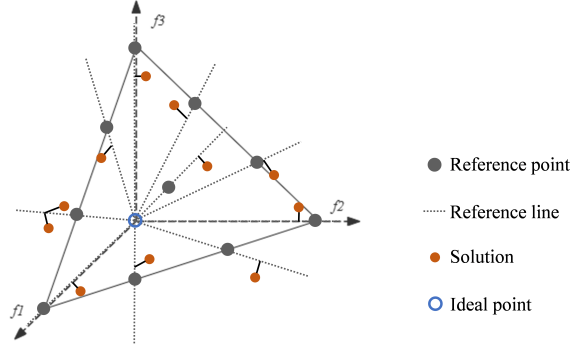 f3
f2
f1
Reference point
Reference line
Solution
Ideal point